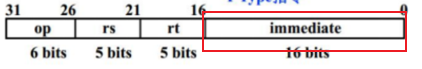 31 26 21 16 0
op rs rt immediate
6 bits 5 bits 5 bits 16 bits